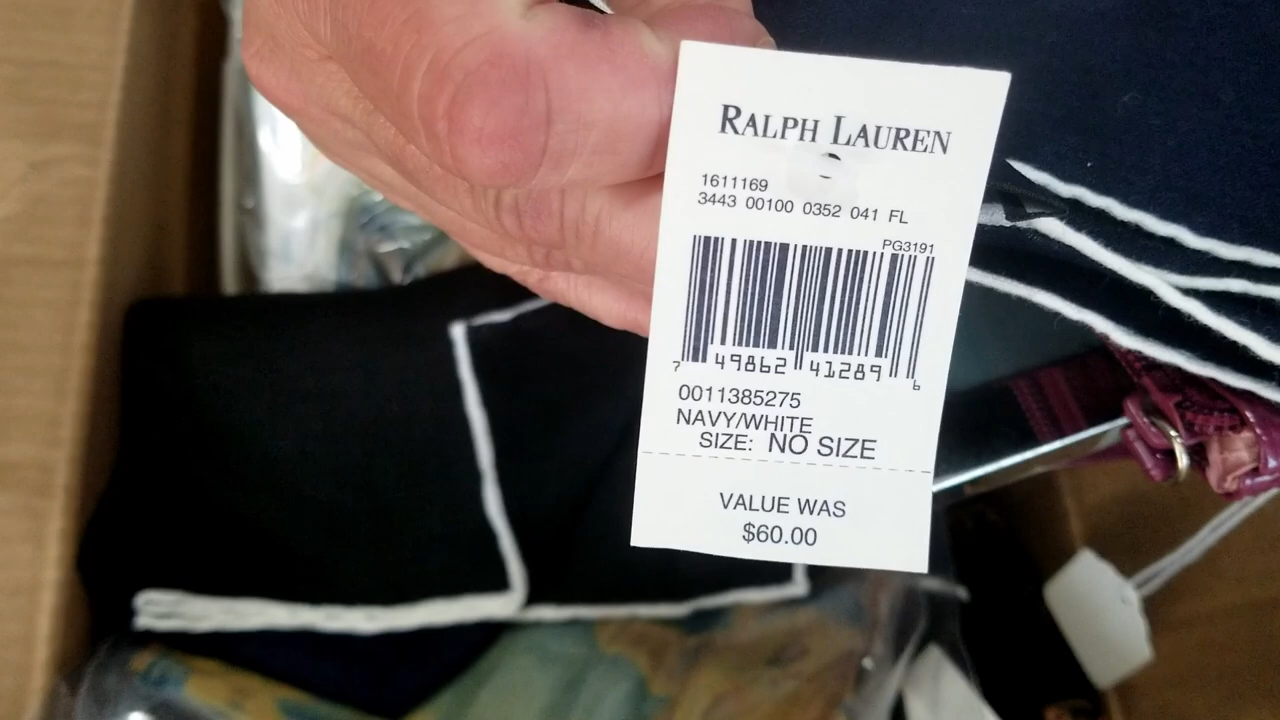 RALPH LAUREN
1611169
3443 00100 0352 041 FL
PG3191
7 49862 41289 6
0011385275
NAVY/WHITE
SIZE: NO SIZE
VALUE WAS
$60.00